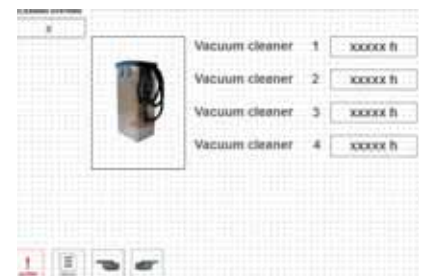 x
Vacuum cleaner 1 xxxxx h
Vacuum cleaner 2 xxxxx h
Vacuum cleaner 3 xxxxx h
Vacuum cleaner 4 xxxxx h